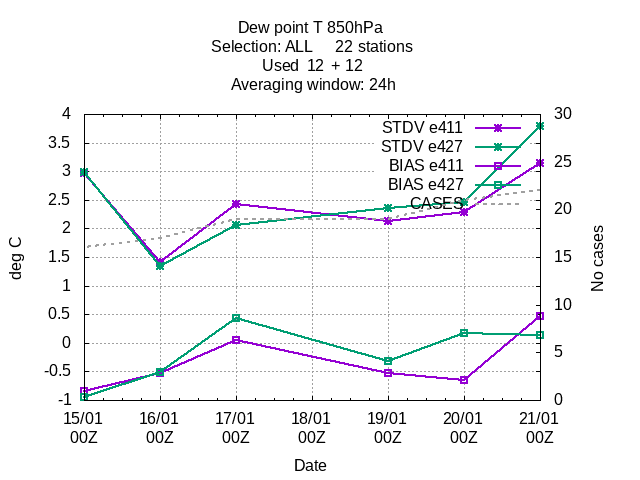 Dew point T 850hPa
Selection: ALL     22 stations
Used  12 + 12
Averaging window: 24h
4
3.5
3
2.5
2
1.5
1
0.5
0
-0.5
-1
deg C
30
25
20
15
10
5
0
No cases
STDV e411
STDV e427
BIAS e411
BIAS e427
CASES
15/01 16/01 17/01 18/01 19/01 20/01 21/01
00Z 00Z 00Z 00Z 00Z 00Z 00Z
Date